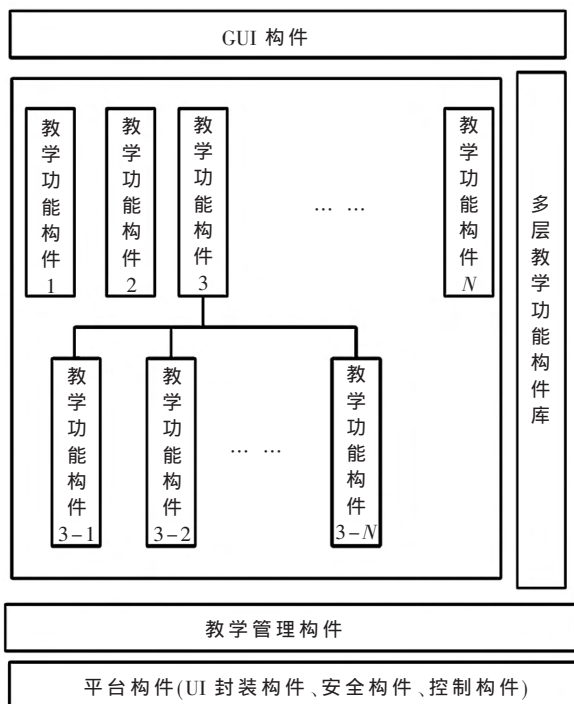 GUI 构件
教学功能构件1
教学功能构件2
教学功能构件3
… …
教学功能构件N
多层教学功能构件库
教学功能构件3-1
教学功能构件3-2
… …
教学功能构件3-N
教学管理构件
平台构件(UI 封装构件、安全构件、控制构件)